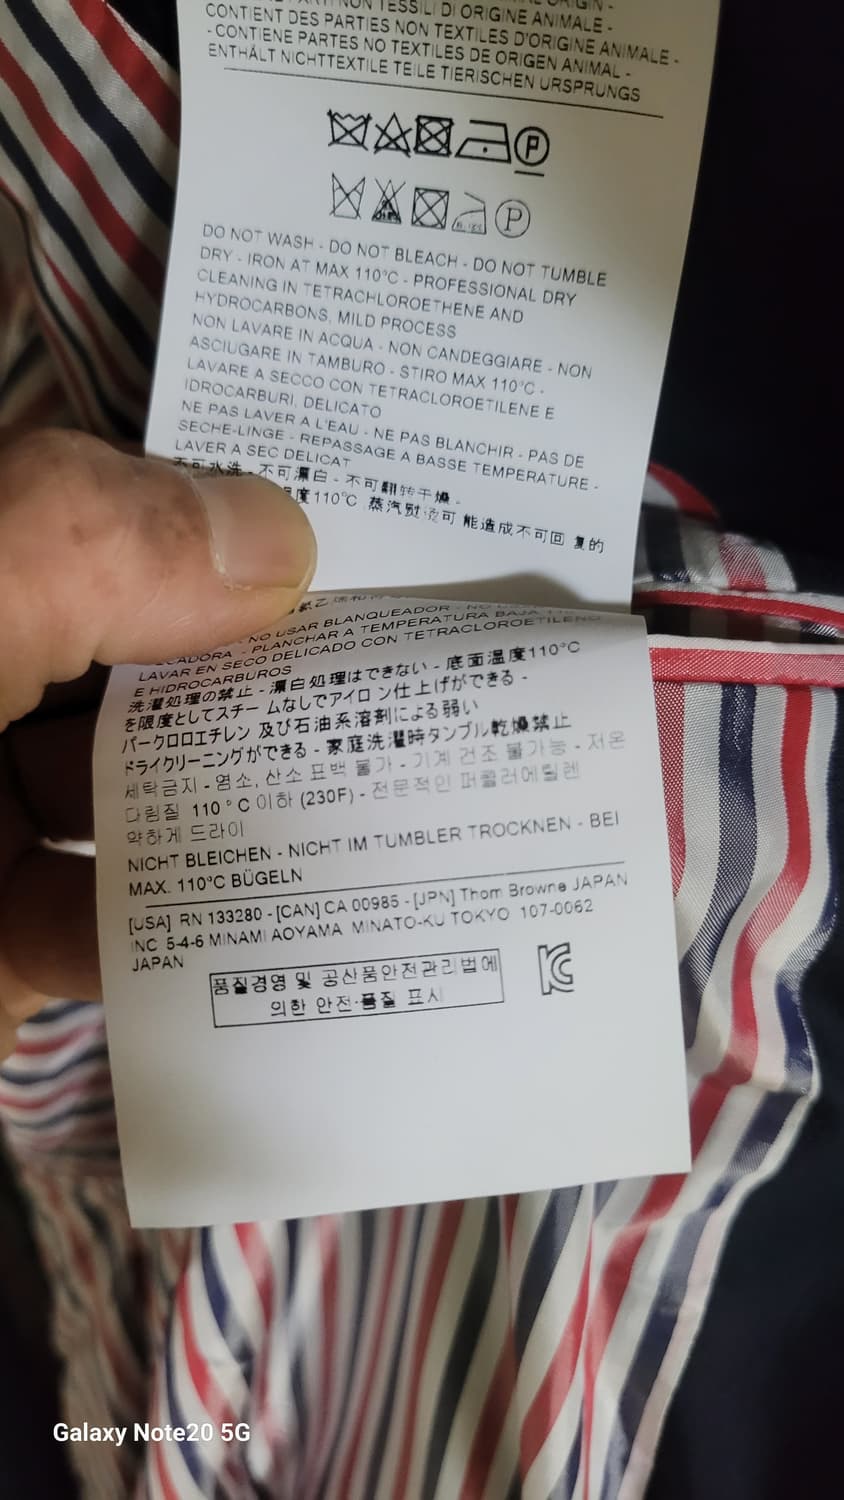 CONTIENT DES PARTIES NON TEXTILES D'ORIGINE ANIMALE -
- CONTIENE PARTES NO TEXTILES DE ORIGEN ANIMAL -
ENTHÄLT NICHTTEXTILE TEILE TIERISCHEN URSPRUNGS
P
P
DO NOT WASH - DO NOT BLEACH - DO NOT TUMBLE
DRY - IRON AT MAX 110°C - PROFESSIONAL DRY
CLEANING IN TETRACHLOROETHENE AND
HYDROCARBONS, MILD PROCESS
NON LAVARE IN ACQUA - NON CANDEGGIARE - NON
ASCIUGARE IN TAMBURO - STIRO MAX 110°C -
LAVARE A SECCO CON TETRACLOROETILENE E
IDROCARBURI, DELICATO
NE PAS LAVER A L'EAU - NE PAS BLANCHIR - PAS DE
SECHE-LINGE - REPASSAGE A BASSE TEMPERATURE -
LAVER A SEC DELICAT
不可水洗 - 不可漂白 - 不可翻转干燥 -
度110°C 蒸汽熨烫可 能造成不可回 复的
NO USAR BLANQUEADOR -
- PLANCHAR A TEMPERATURA BAJA
LAVAR EN SECO DELICADO CON TETRACLOROETILENO
E HIDROCARBUROS
洗濯処理の禁止 - 漂白処理はできない - 底面温度110°C
を限度としてスチームなしでアイロン仕上げができる -
パークロロエチレン 及び石油系溶剤による弱い
ドライクリーニングができる - 家庭洗濯時タンブル乾燥禁止
세탁금지 - 염소, 산소 표백 불가 - 기계 건조 불가능 - 저온
다림질 110°C 이하 (230F) - 전문적인 퍼클러에틸렌
약하게 드라이
NICHT BLEICHEN - NICHT IM TUMBLER TROCKNEN - BEI
MAX. 110°C BÜGELN
[USA] RN 133280 - [CAN] CA 00985 - [JPN] Thom Browne JAPAN
INC 5-4-6 MINAMI AOYAMA MINATO-KU TOKYO 107-0062
JAPAN
품질경영 및 공산품안전관리법에
의한 안전·품질 표시
Galaxy Note20 5G